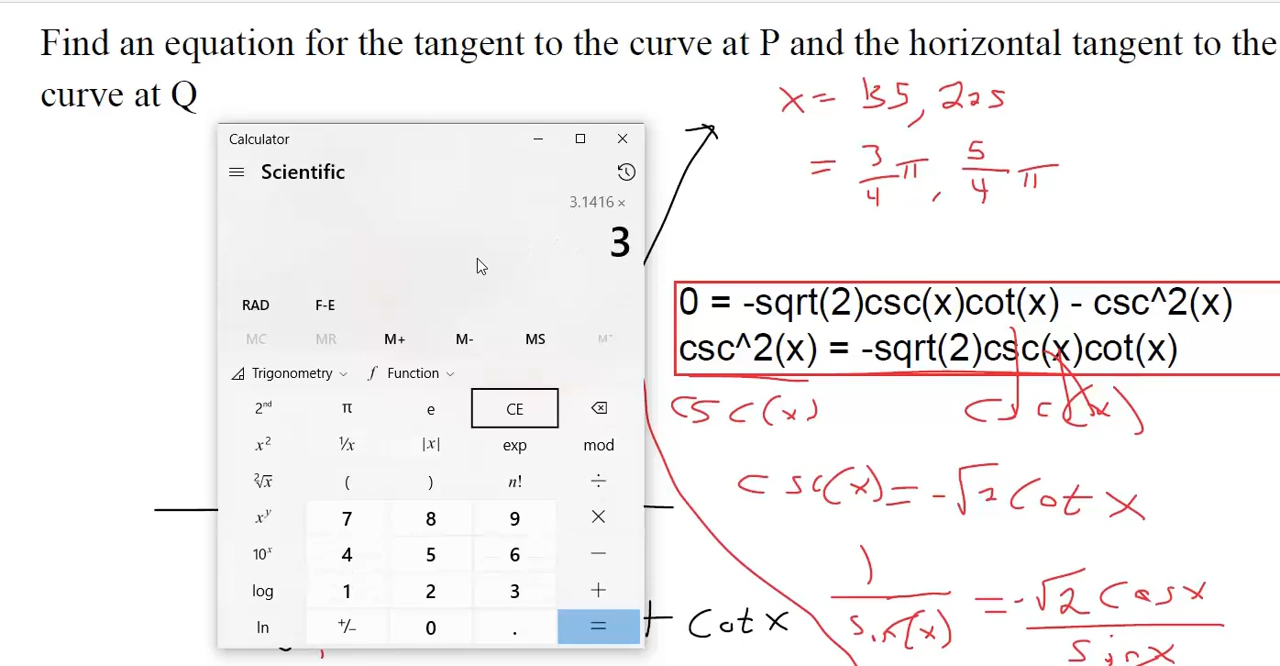 Find an equation for the tangent to the curve at P and the horizontal tangent to the
curve at Q
x = 135, 225
= 3/4 π, 5/4 π
Calculator
Scientific
3.1416 ×
3
RAD F-E
MC MR M+ M- MS M˅
Trigonometry f Function
2ⁿᵈ π e CE
x² ¹/x |x| exp mod
²√x ( ) n! ÷
xʸ 7 8 9 ×
10ˣ 4 5 6 −
log 1 2 3 +
ln +/− 0 . =
0 = -sqrt(2)csc(x)cot(x) - csc^2(x)
csc^2(x) = -sqrt(2)csc(x)cot(x)
csc(x) csc(x)
csc(x) = -√2 cot x
1/sin(x) = -√2 cosx/sinx
+ cot x